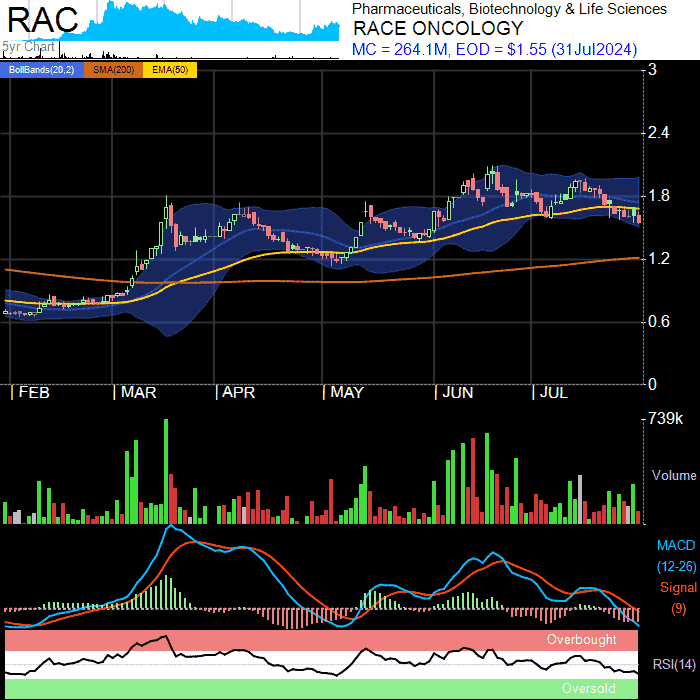 RAC
5yr Chart
Pharmaceuticals, Biotechnology & Life Sciences
RACE ONCOLOGY
MC = 264.1M, EOD = $1.55 (31Jul2024)
BollBands(20,2) SMA(200) EMA(50)
3
2.4
1.8
1.2
0.6
0
FEB MAR APR MAY JUN JUL
739k
Volume
MACD
(12-26)
Signal
(9)
Overbought
RSI(14)
Oversold